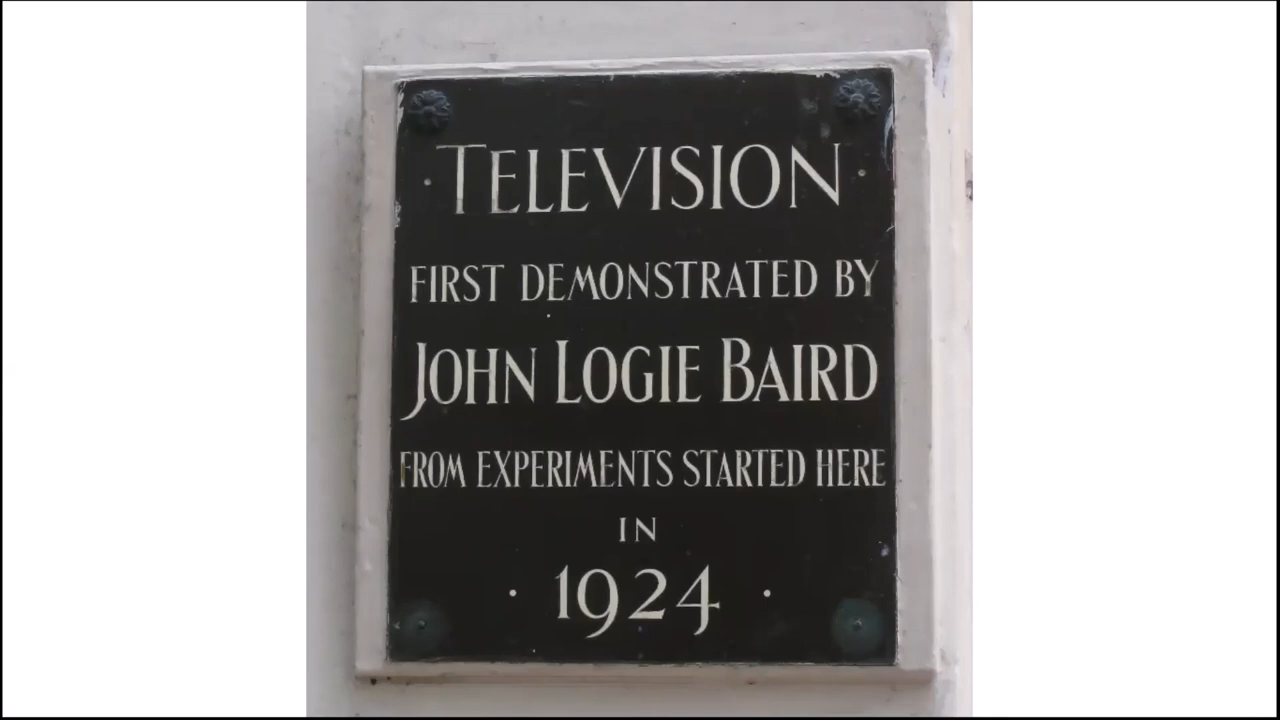 TELEVISION
FIRST DEMONSTRATED BY
JOHN LOGIE BAIRD
FROM EXPERIMENTS STARTED HERE
IN
· 1924 ·